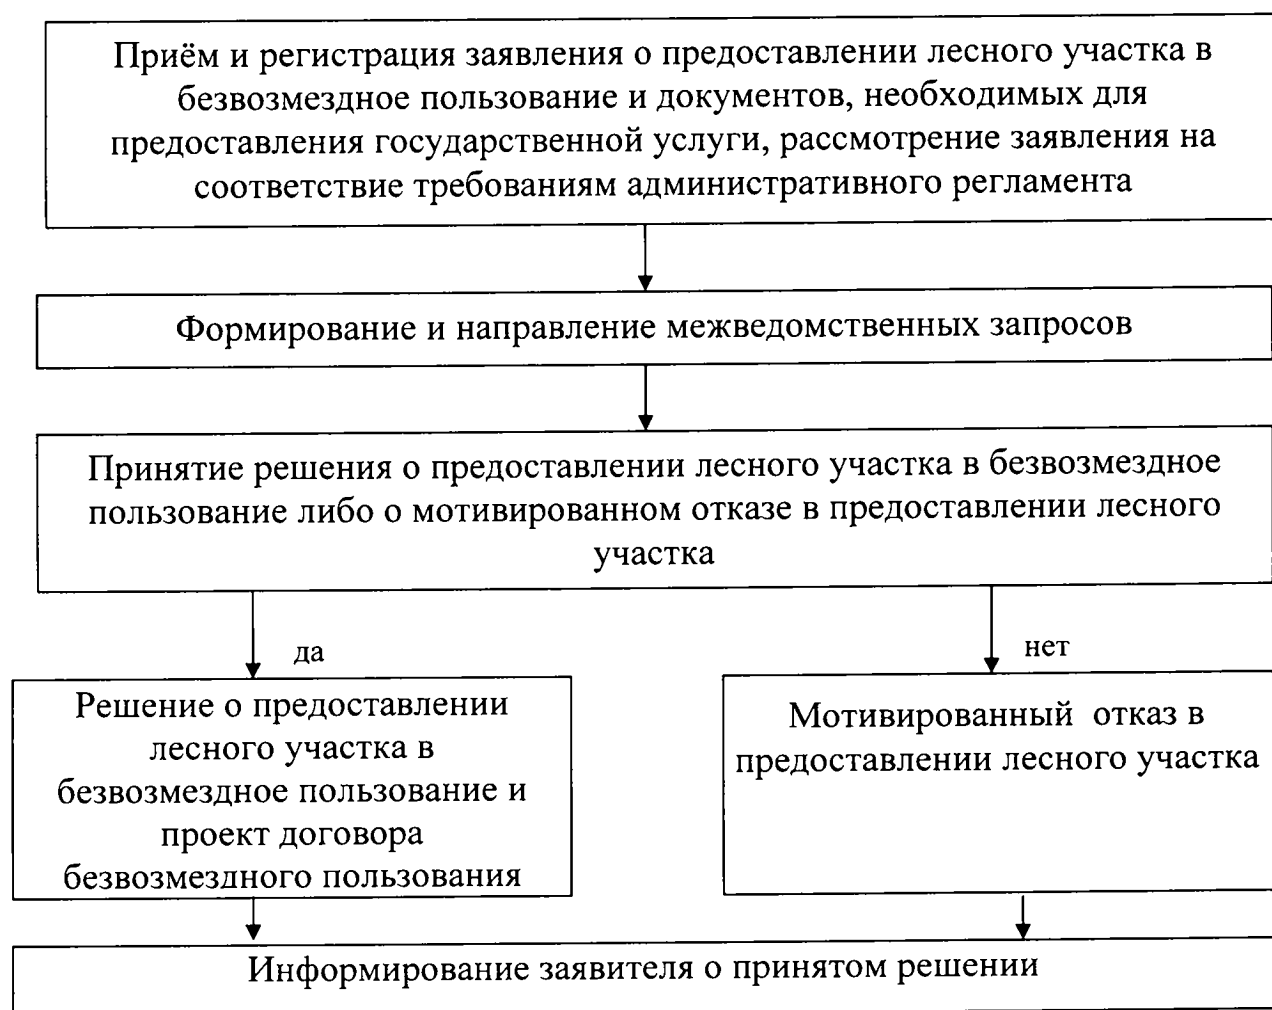 Приём и регистрация заявления о предоставлении лесного участка в
безвозмездное пользование и документов, необходимых для
предоставления государственной услуги, рассмотрение заявления на
соответствие требованиям административного регламента
Формирование и направление межведомственных запросов
Принятие решения о предоставлении лесного участка в безвозмездное
пользование либо о мотивированном отказе в предоставлении лесного
участка
да
нет
Решение о предоставлении
лесного участка в
безвозмездное пользование и
проект договора
безвозмездного пользования
Мотивированный отказ в
предоставлении лесного участка
Информирование заявителя о принятом решении